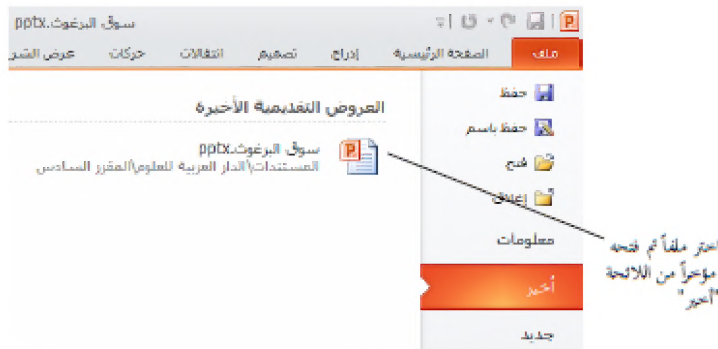 سوق البرغوث.pptx
ملف الصفحة الرئيسية إدراج تصميم انتقالات حركات عرض الشر
حفظ
حفظ باسم
فتح
إغلاق
معلومات
أخير
جديد
العروض التقديمية الأخيرة
سوق البرغوث.pptx
المستندات\الدار العربية للعلوم\المقرر السادس
اختر ملفاً تم فتحه
مؤخراً من اللائحة
"أخير"